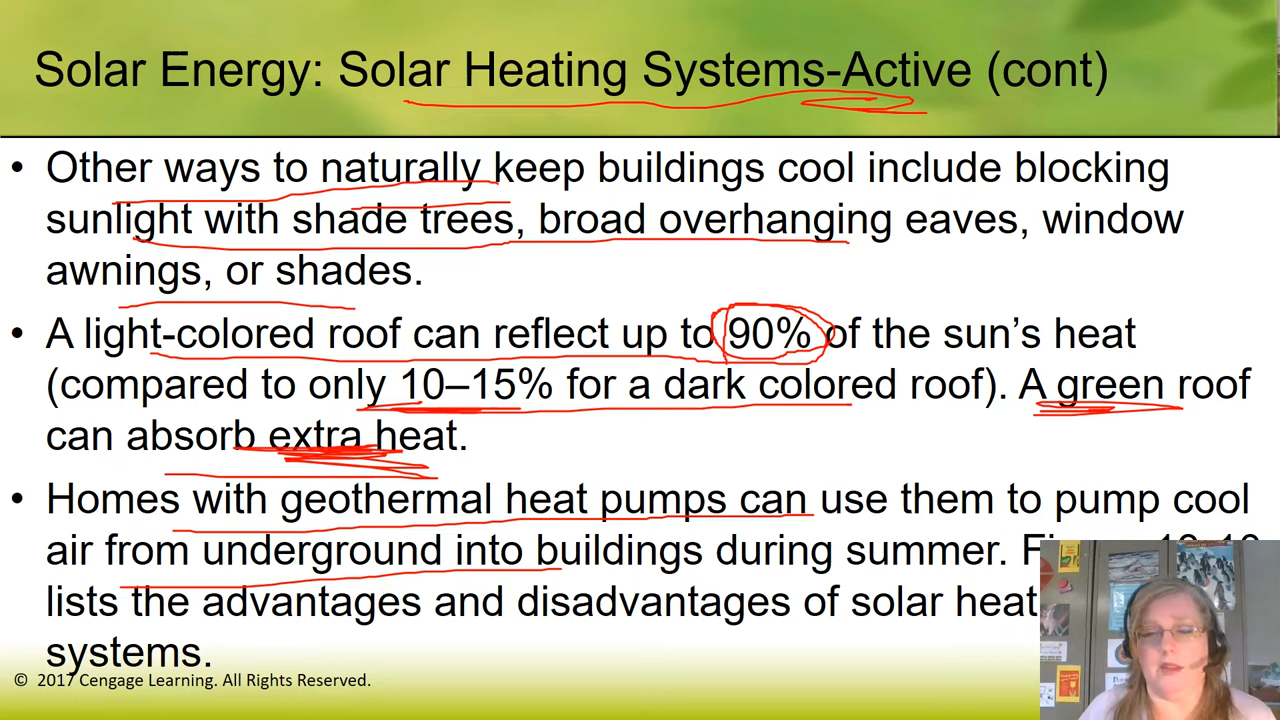 Solar Energy: Solar Heating Systems-Active (cont)
• Other ways to naturally keep buildings cool include blocking
sunlight with shade trees, broad overhanging eaves, window
awnings, or shades.
• A light-colored roof can reflect up to 90% of the sun's heat
(compared to only 10–15% for a dark colored roof). A green roof
can absorb extra heat.
• Homes with geothermal heat pumps can use them to pump cool
air from underground into buildings during summer.
lists the advantages and disadvantages of solar heat
systems.
© 2017 Cengage Learning. All Rights Reserved.